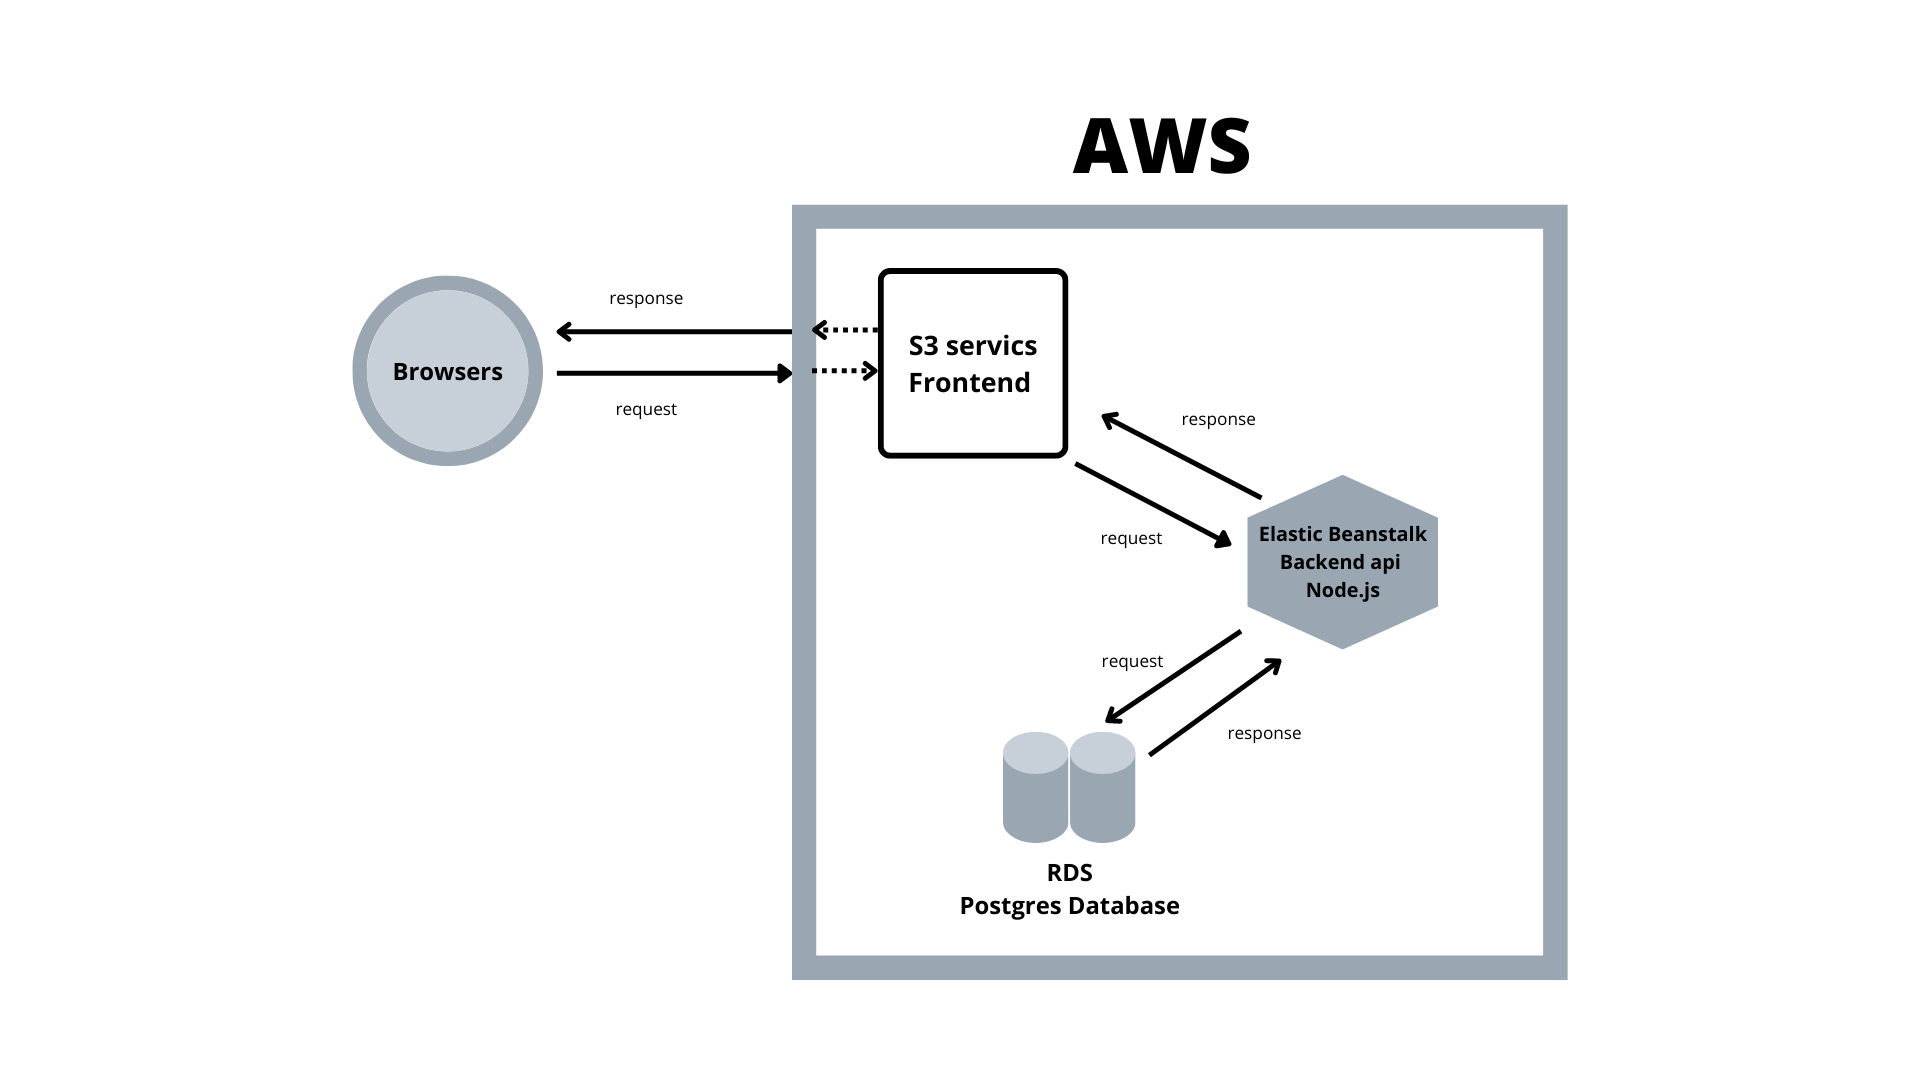 AWS
response
Browsers
request
S3 servics
Frontend
response
request
Elastic Beanstalk
Backend api
Node.js
request
response
RDS
Postgres Database